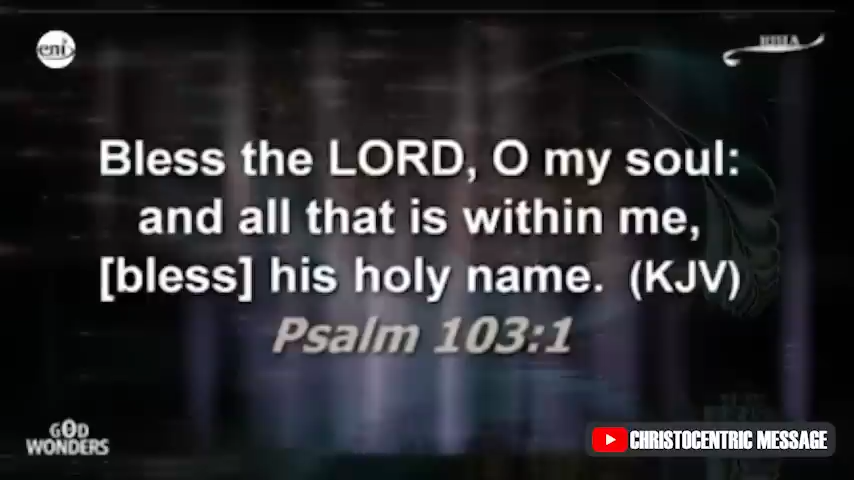 eni
Bless the LORD, O my soul:
and all that is within me,
[bless] his holy name. (KJV)
Psalm 103:1
GOD
WONDERS
CHRISTOCENTRIC MESSAGE